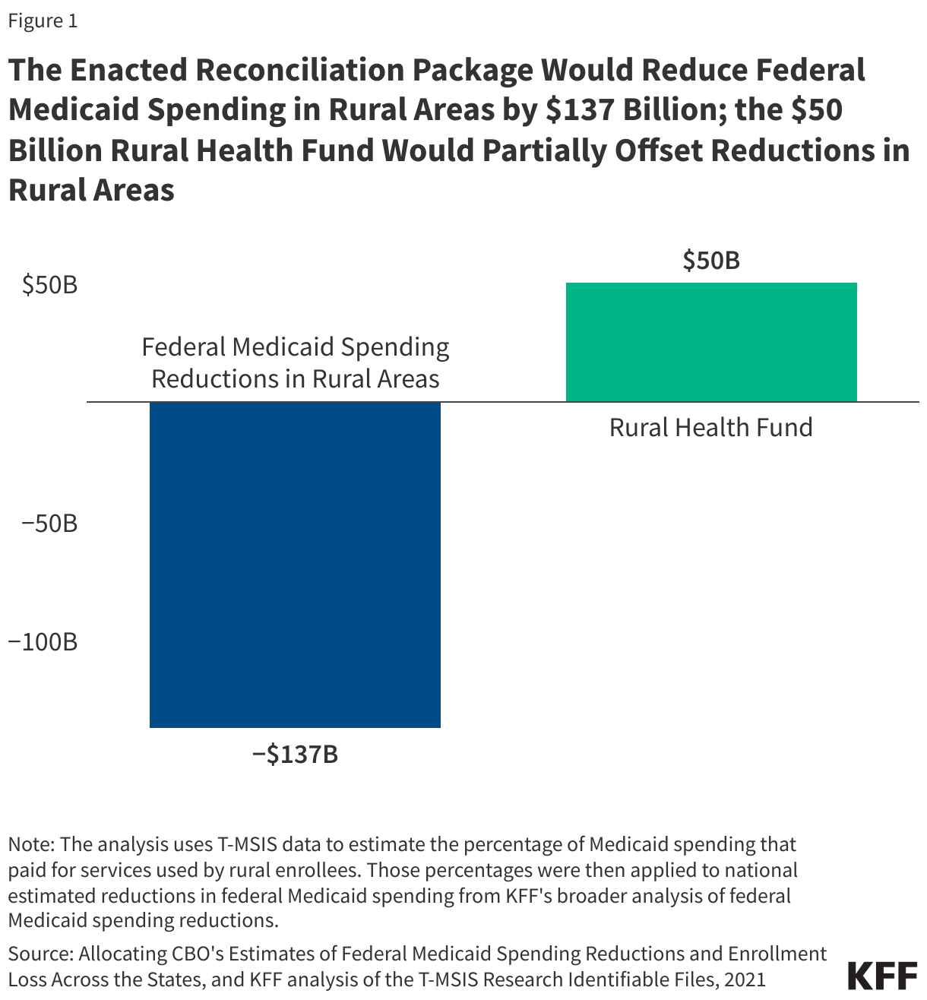 Figure 1
The Enacted Reconciliation Package Would Reduce Federal
Medicaid Spending in Rural Areas by $137 Billion; the $50
Billion Rural Health Fund Would Partially Offset Reductions in
Rural Areas
$50B
$50B
Federal Medicaid Spending
Reductions in Rural Areas
Rural Health Fund
−50B
−100B
−$137B
Note: The analysis uses T-MSIS data to estimate the percentage of Medicaid spending that
paid for services used by rural enrollees. Those percentages were then applied to national
estimated reductions in federal Medicaid spending from KFF's broader analysis of federal
Medicaid spending reductions.
Source: Allocating CBO's Estimates of Federal Medicaid Spending Reductions and Enrollment
Loss Across the States, and KFF analysis of the T-MSIS Research Identifiable Files, 2021
KFF